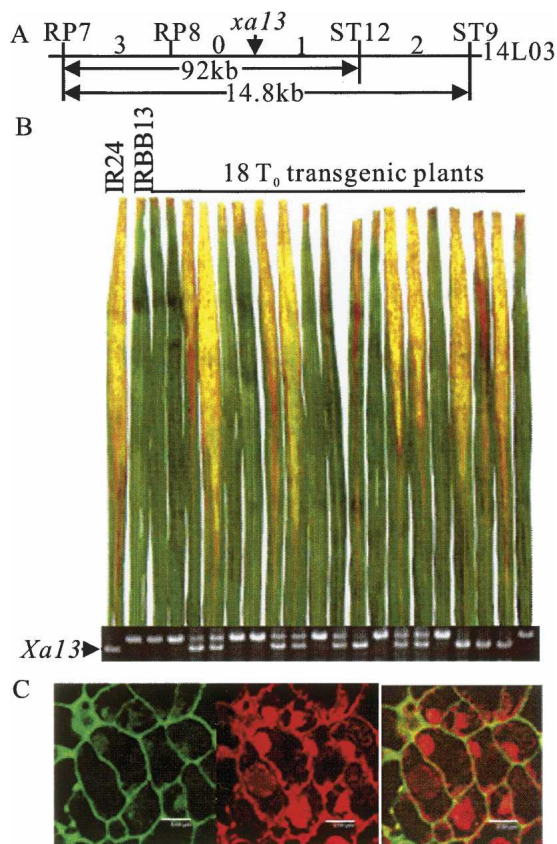 A
RP7 3 RP8 0 xa13 1 ST12 2 ST9
14L03
92kb
14.8kb
B
IR24
IRBB13
18 T₀ transgenic plants
Xa13
C